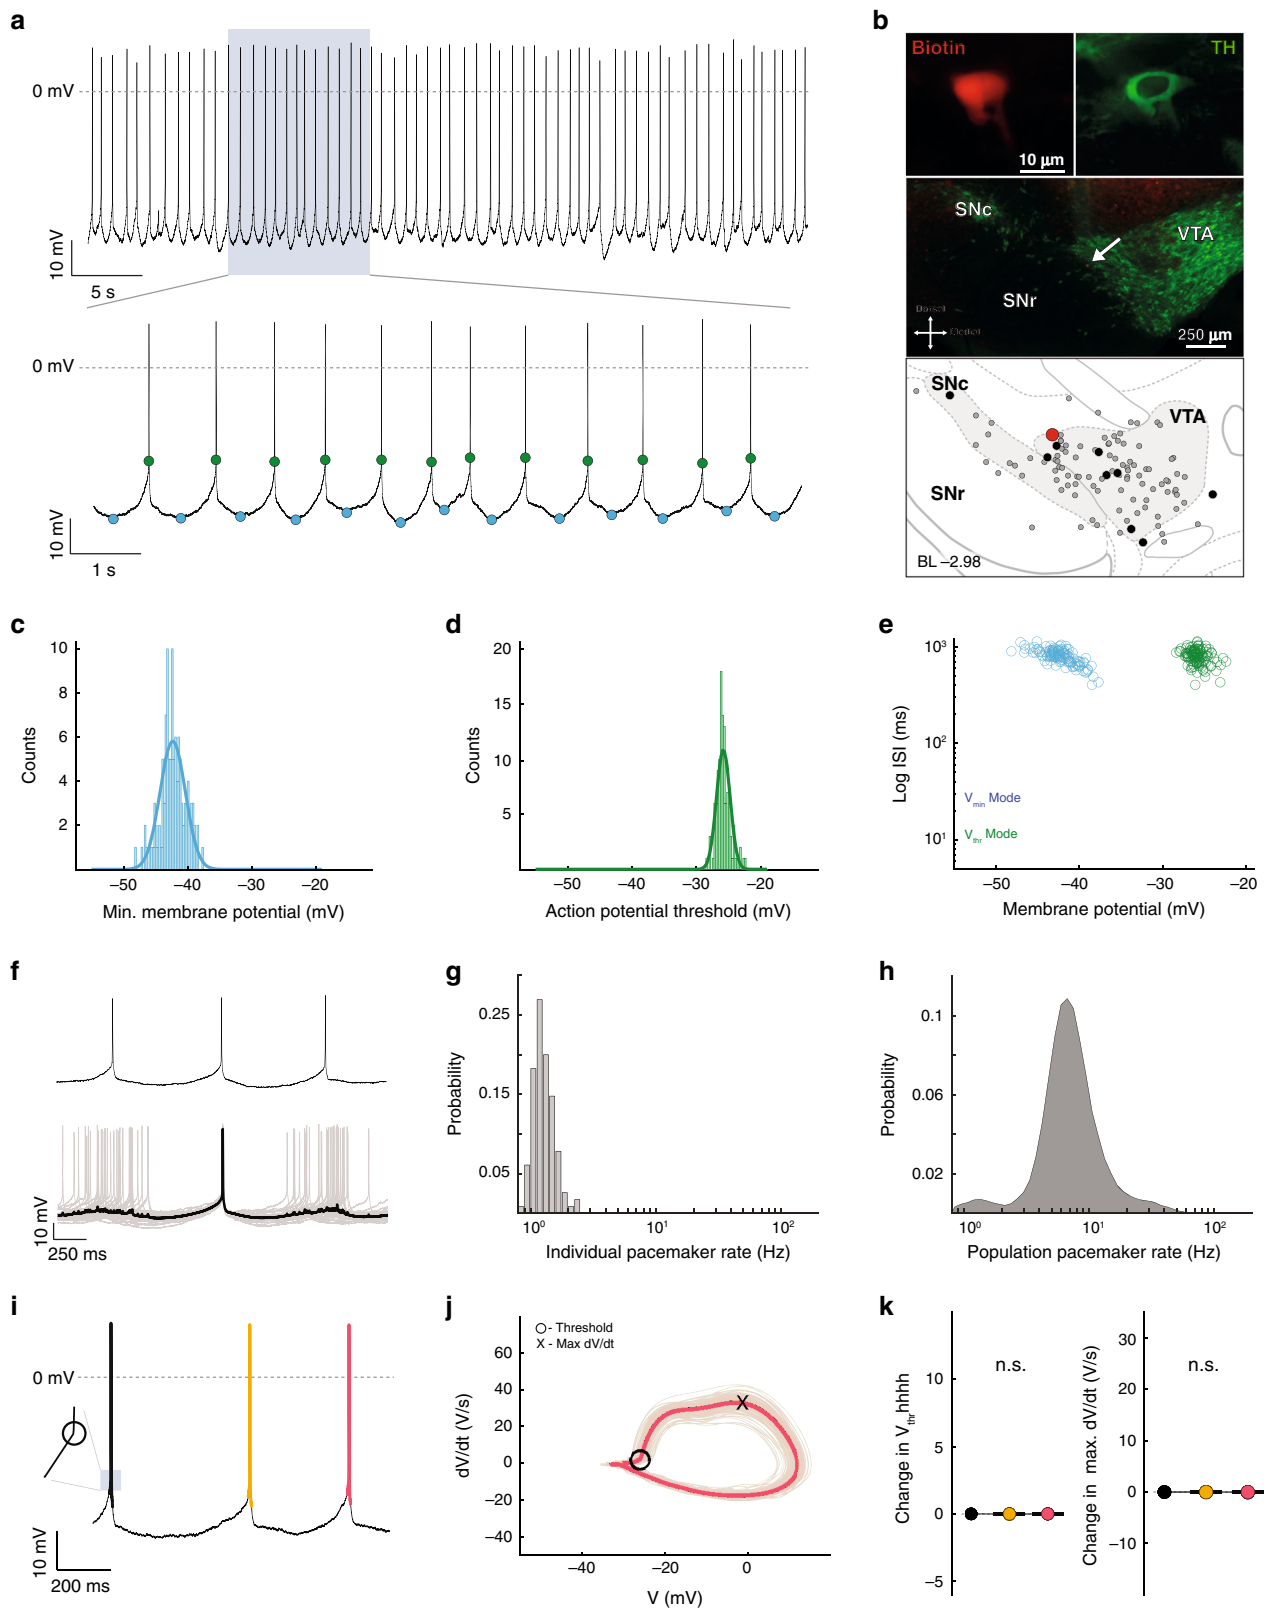 a
0 mV
10 mV
5 s
0 mV
10 mV
1 s
b
Biotin
TH
10 µm
SNc
VTA
SNr
Dorsal
Medial
250 µm
SNc
VTA
SNr
BL –2.98
c
10
8
6
4
2
Counts
–50 –40 –30 –20
Min. membrane potential (mV)
d
20
15
10
5
Counts
–50 –40 –30 –20
Action potential threshold (mV)
e
10³
10²
10¹
Log ISI (ms)
Vmin Mode
Vthr Mode
–50 –40 –30 –20
Membrane potential (mV)
f
10 mV
250 ms
g
0.25
0.15
0.05
Probability
10⁰ 10¹ 10²
Individual pacemaker rate (Hz)
h
0.1
0.06
0.02
Probability
10⁰ 10¹ 10²
Population pacemaker rate (Hz)
i
0 mV
10 mV
200 ms
j
O - Threshold
X - Max dV/dt
60
40
20
0
–20
–40
dV/dt (V/s)
X
–40 –20 0
V (mV)
k
n.s.
10
5
0
–5
Change in Vthrhhhh
n.s.
30
20
10
0
–10
Change in max. dV/dt (V/s)